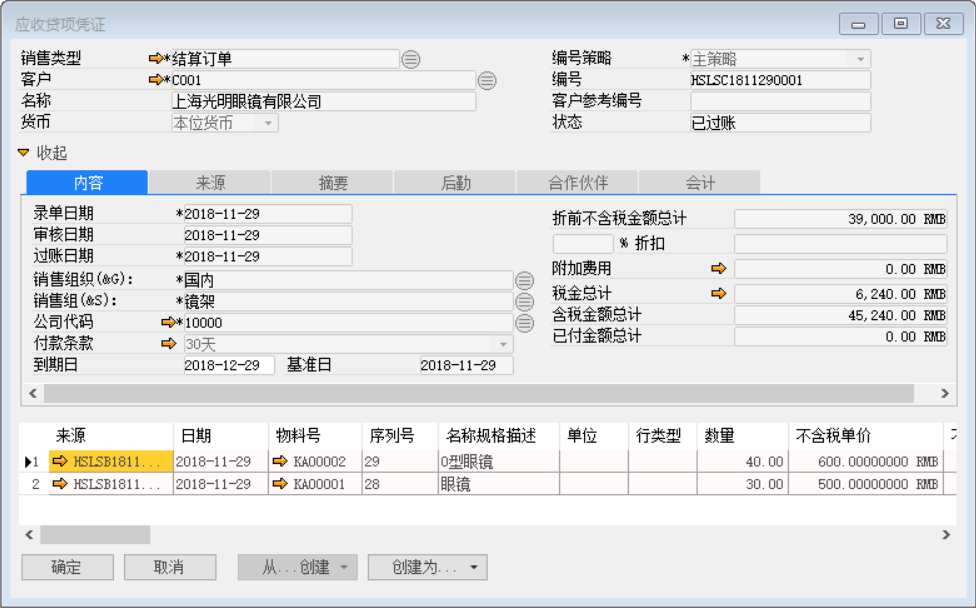 应收贷项凭证
销售类型 *结算订单 编号策略 *主策略
客户 *C001 编号 HSLSC1811290001
名称 上海光明眼镜有限公司 客户参考编号
货币 本位货币 状态 已过账
收起
内容 来源 摘要 后勤 合作伙伴 会计
录单日期 *2018-11-29 折前不含税金额总计 39,000.00 RMB
审核日期 2018-11-29 % 折扣
过账日期 *2018-11-29 附加费用 0.00 RMB
销售组织(&G): *国内 税金总计 6,240.00 RMB
销售组(&S): *镜架 含税金额总计 45,240.00 RMB
公司代码 *10000 已付金额总计 0.00 RMB
付款条款 30天
到期日 2018-12-29 基准日 2018-11-29
来源 日期 物料号 序列号 名称规格描述 单位 行类型 数量 不含税单价
1 HSLSB1811... 2018-11-29 KA00002 29 O型眼镜 40.00 600.00000000 RMB
2 HSLSB1811... 2018-11-29 KA00001 28 眼镜 30.00 500.00000000 RMB
确定 取消 从...创建 创建为...